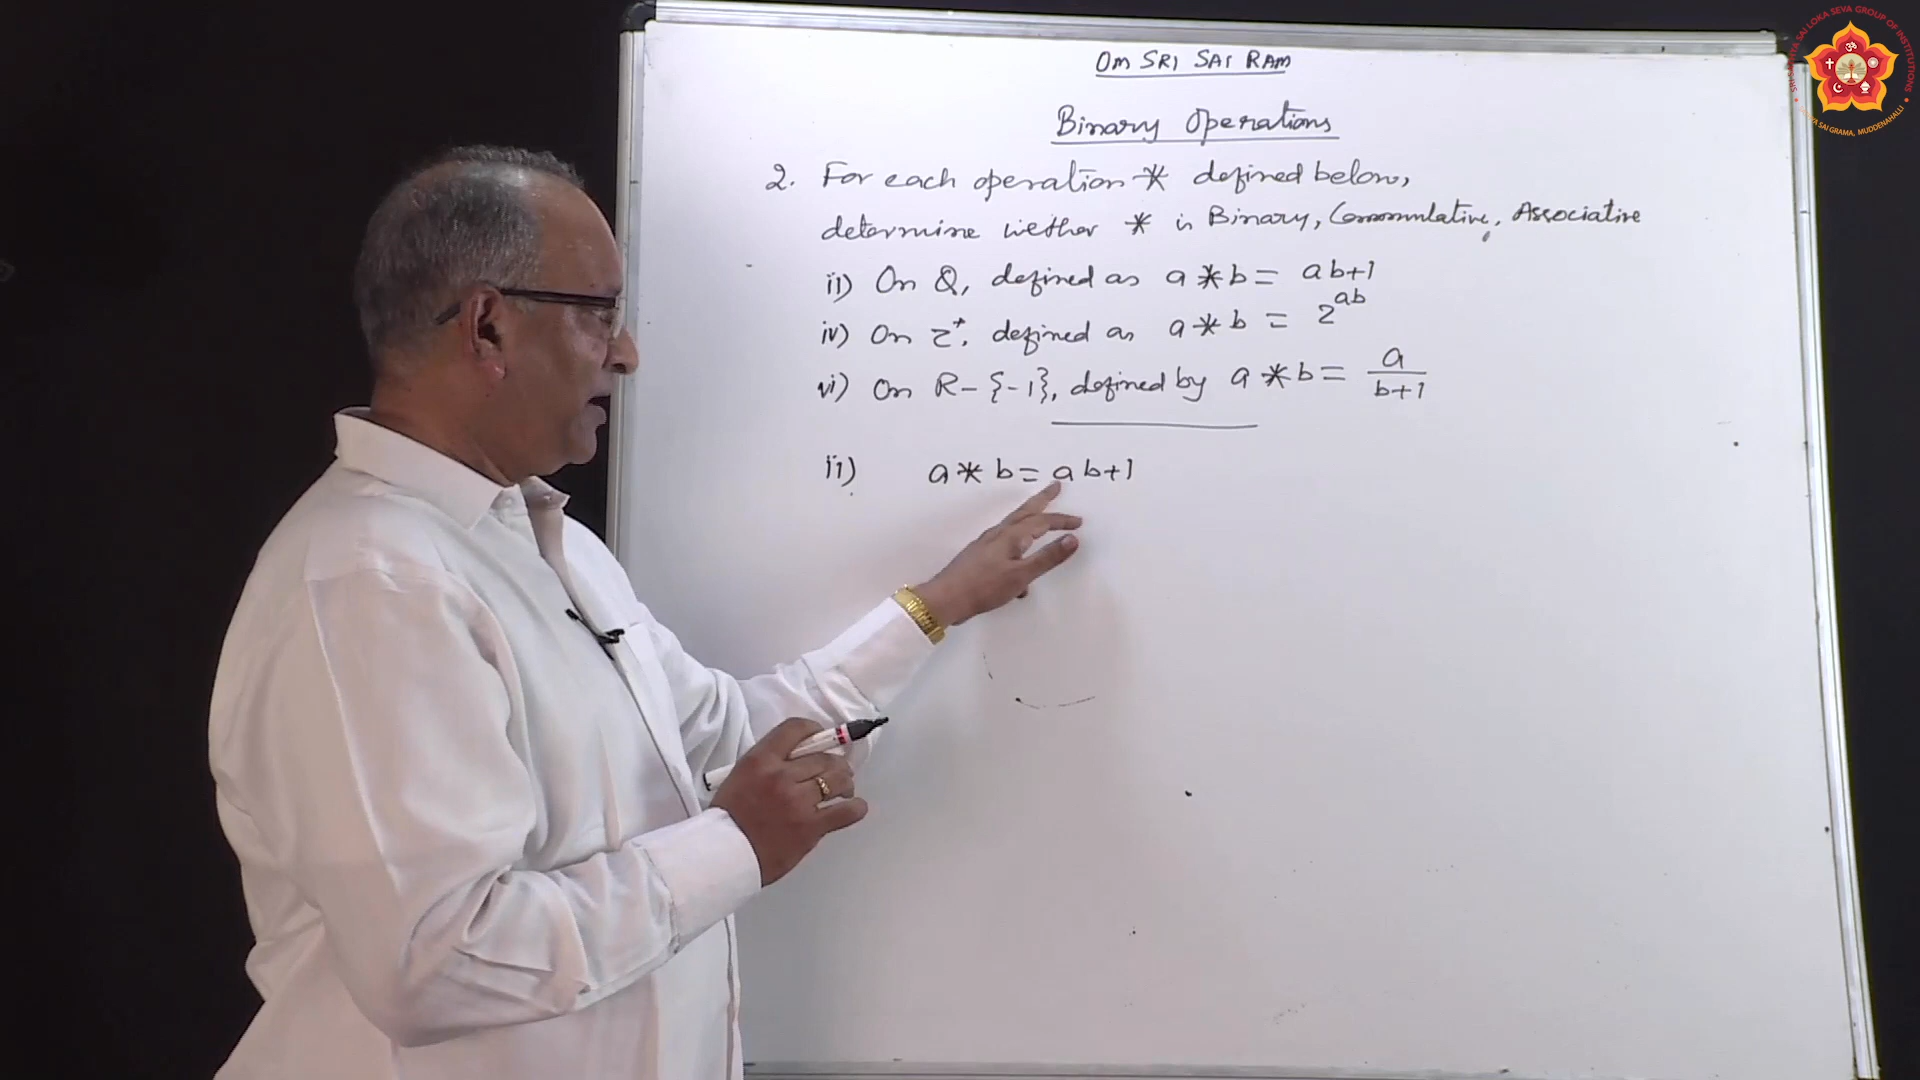 OM SRI SAI RAM
Binary Operations
2. For each operation * defined below,
determine wether * is Binary, Commulative, Associative
ii) On Q, defined as a * b = ab+1
iv) On Z⁺, defined as a * b = 2^ab
vi) On R - {-1}, defined by a * b = a/b+1
ii) a * b = ab+1